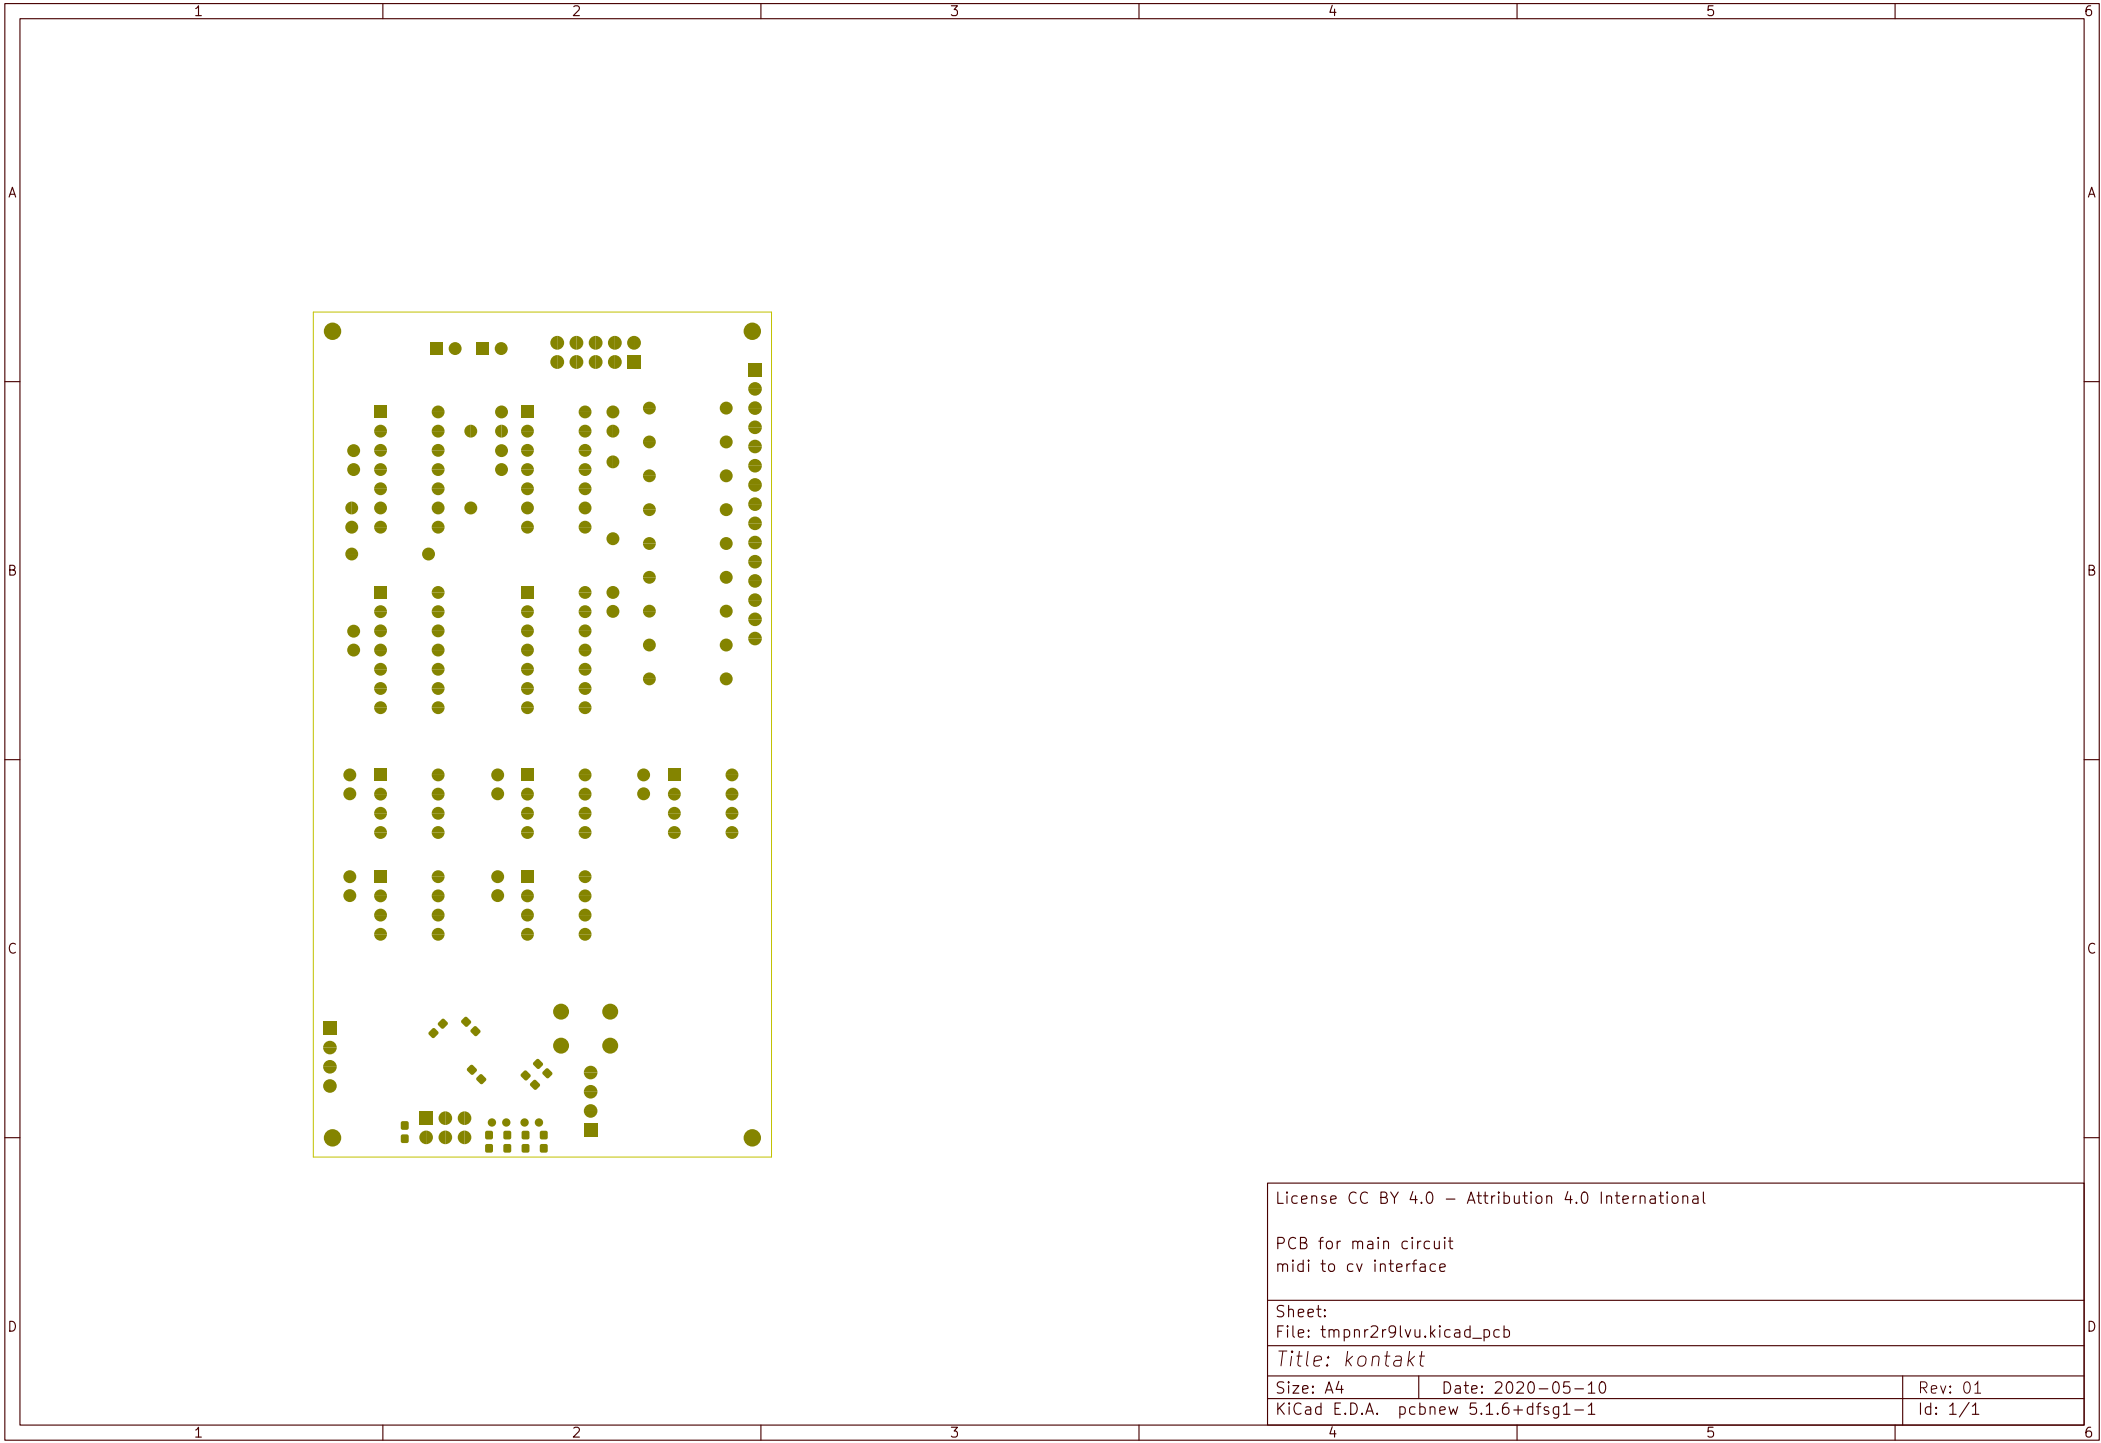 1 2 3 4 5 6
A A
B B
C C
D D
License CC BY 4.0 - Attribution 4.0 International
PCB for main circuit
midi to cv interface
Sheet:
File: tmpnr2r9lvu.kicad_pcb
Title: kontakt
Size: A4 Date: 2020-05-10 Rev: 01
KiCad E.D.A. pcbnew 5.1.6+dfsg1-1 Id: 1/1
1 2 3 4 5 6